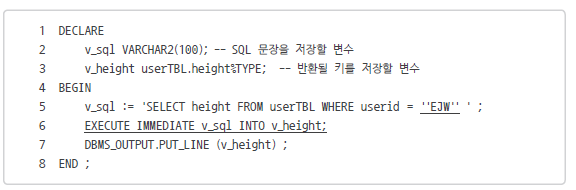 1 DECLARE
2 v_sql VARCHAR2(100); -- SQL 문장을 저장할 변수
3 v_height userTBL.height%TYPE; -- 반환될 키를 저장할 변수
4 BEGIN
5 v_sql := 'SELECT height FROM userTBL WHERE userid = ''EJW'' ' ;
6 EXECUTE IMMEDIATE v_sql INTO v_height;
7 DBMS_OUTPUT.PUT_LINE (v_height) ;
8 END ;